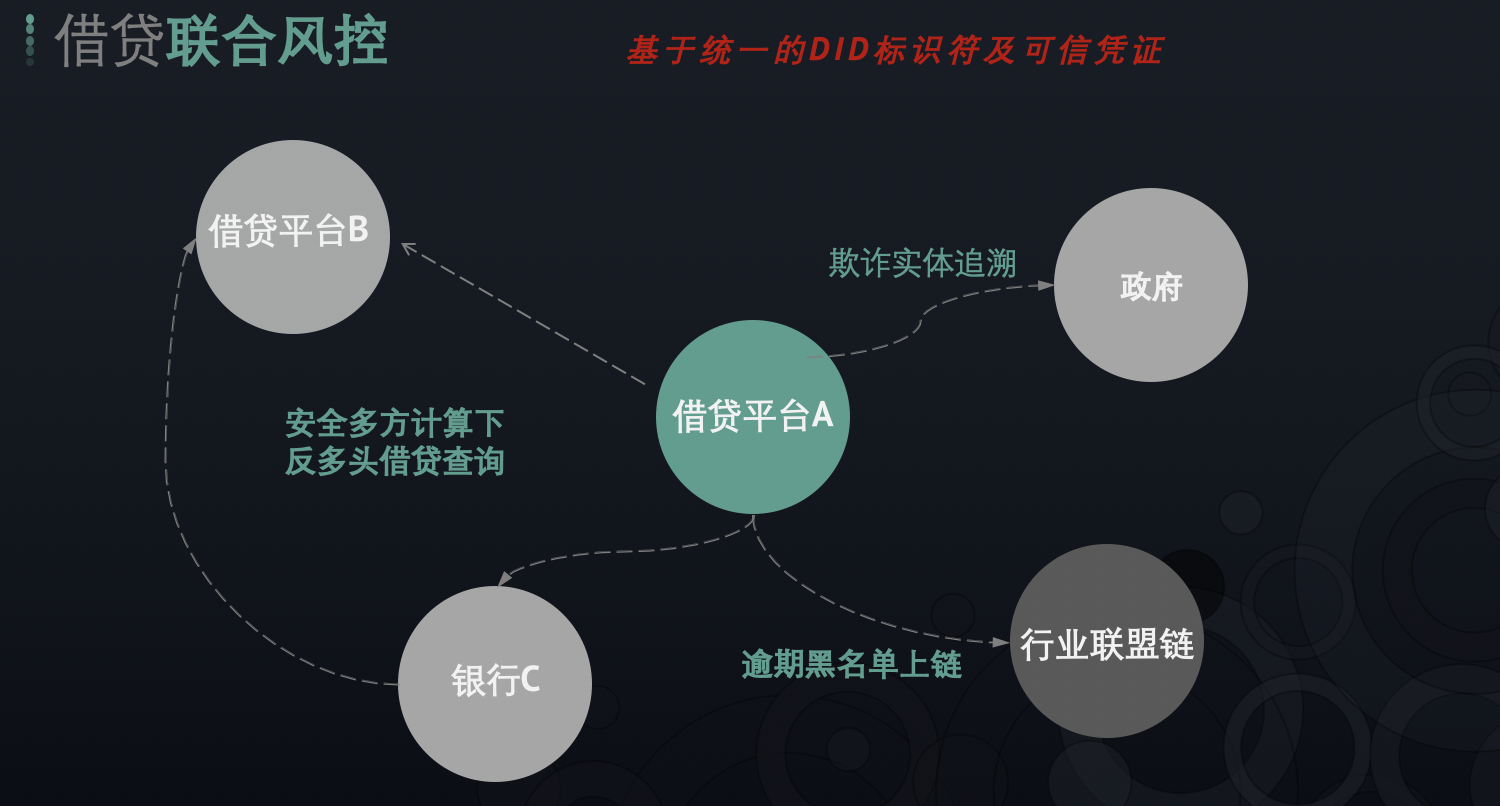 借贷联合风控
基于统一的DID标识符及可信凭证
借贷平台B
欺诈实体追溯
政府
借贷平台A
安全多方计算下
反多头借贷查询
行业联盟链
逾期黑名单上链
银行C